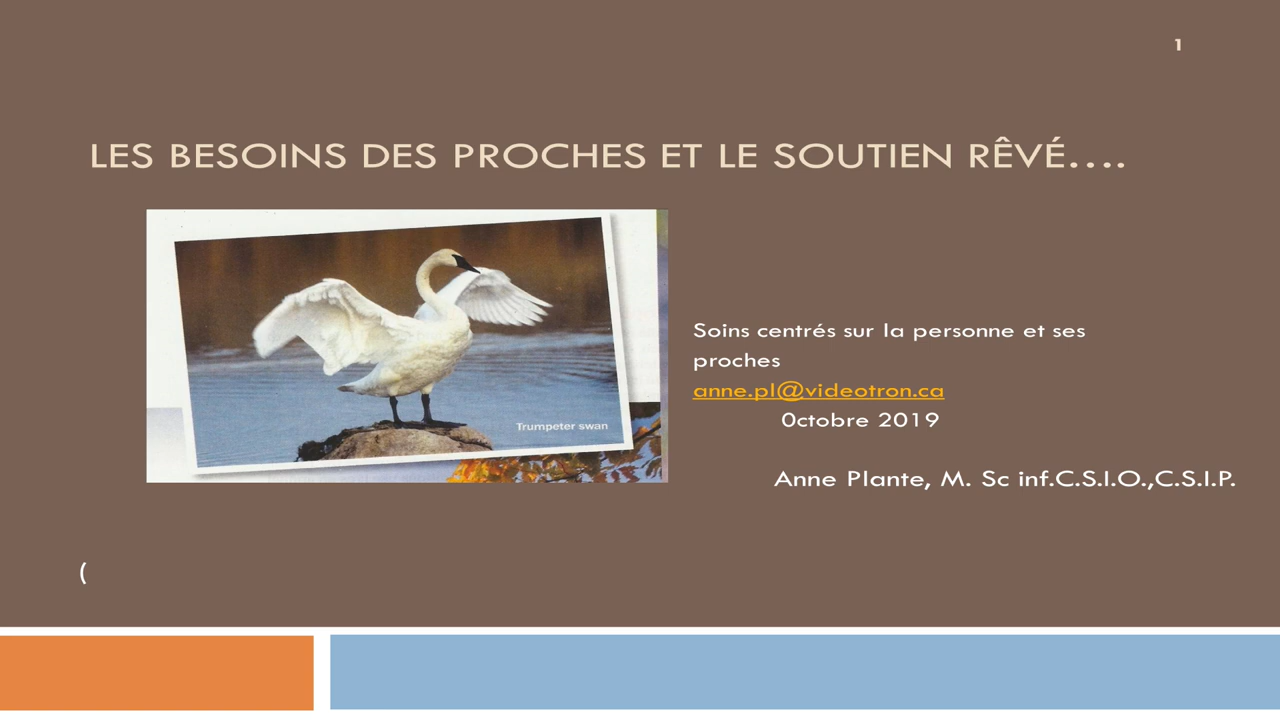 1
LES BESOINS DES PROCHES ET LE SOUTIEN RÊVÉ....
Trumpeter swan
Soins centrés sur la personne et ses
proches
anne.pl@videotron.ca
0ctobre 2019
Anne Plante, M. Sc inf.C.S.I.O.,C.S.I.P.
(